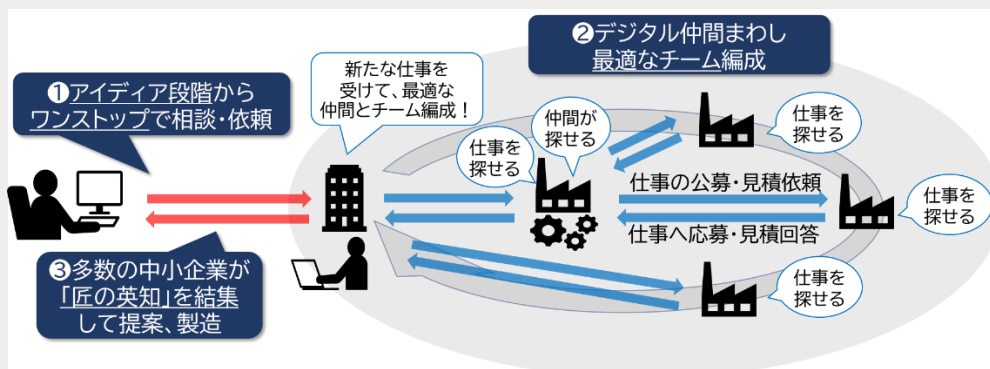 ❶アイディア段階から
ワンストップで相談・依頼
新たな仕事を
受けて、最適な
仲間とチーム編成！
❷デジタル仲間まわし
最適なチーム編成
仕事を
探せる
仲間が
探せる
仕事を
探せる
仕事の公募・見積依頼
仕事へ応募・見積回答
仕事を
探せる
仕事を
探せる
❸多数の中小企業が
「匠の英知」を結集
して提案、製造